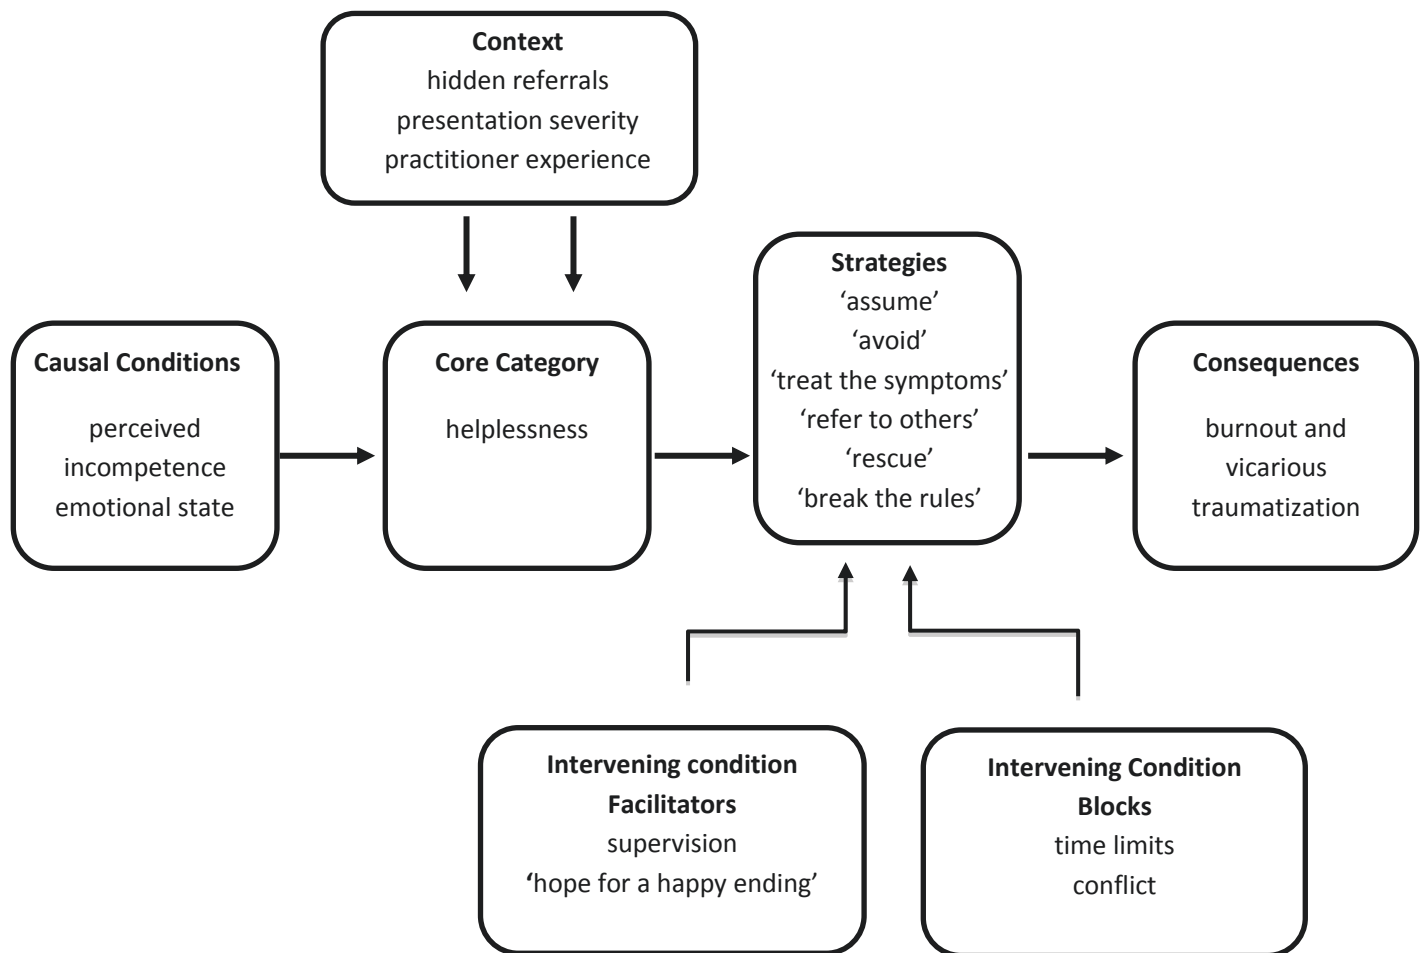 Context
hidden referrals
presentation severity
practitioner experience
Causal Conditions
perceived
incompetence
emotional state
Core Category
helplessness
Strategies
‘assume’
‘avoid’
‘treat the symptoms’
‘refer to others’
‘rescue’
‘break the rules’
Consequences
burnout and
vicarious
traumatization
Intervening condition
Facilitators
supervision
‘hope for a happy ending’
Intervening Condition
Blocks
time limits
conflict